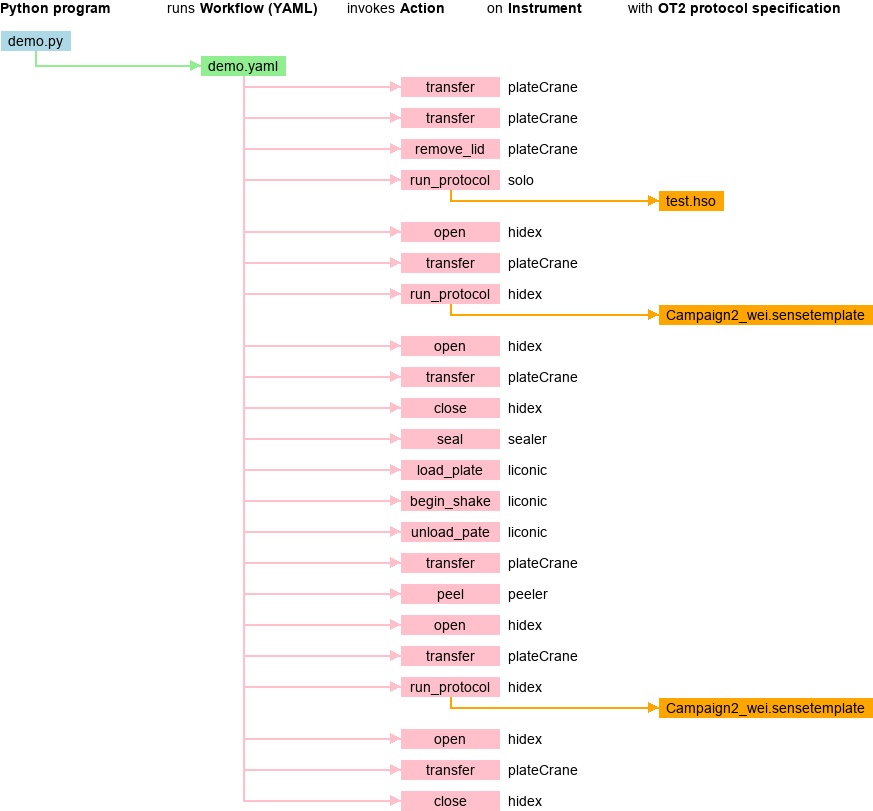 Python program runs Workflow (YAML) invokes Action on Instrument with OT2 protocol specification
demo.py
demo.yaml
transfer plateCrane
transfer plateCrane
remove_lid plateCrane
run_protocol solo
test.hso
open hidex
transfer plateCrane
run_protocol hidex
Campaign2_wei.sensetemplate
open hidex
transfer plateCrane
close hidex
seal sealer
load_plate liconic
begin_shake liconic
unload_pate liconic
transfer plateCrane
peel peeler
open hidex
transfer plateCrane
run_protocol hidex
Campaign2_wei.sensetemplate
open hidex
transfer plateCrane
close hidex